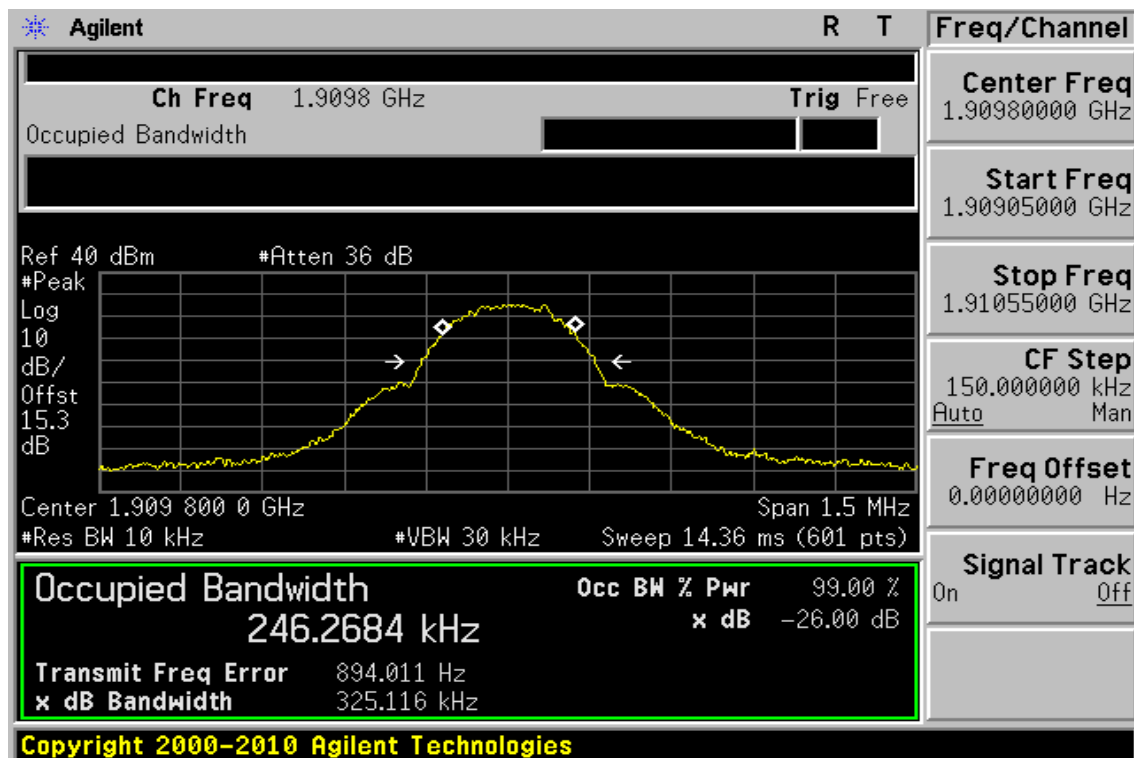 Agilent R T
Ch Freq 1.9098 GHz Trig Free
Occupied Bandwidth
Ref 40 dBm #Atten 36 dB
#Peak
Log
10
dB/
Offst
15.3
dB
Center 1.909 800 0 GHz Span 1.5 MHz
#Res BW 10 kHz #VBW 30 kHz Sweep 14.36 ms (601 pts)
Occupied Bandwidth
246.2684 kHz
Occ BW % Pwr 99.00 %
x dB -26.00 dB
Transmit Freq Error 894.011 Hz
x dB Bandwidth 325.116 kHz
Copyright 2000-2010 Agilent Technologies
Freq/Channel
Center Freq
1.90980000 GHz
Start Freq
1.90905000 GHz
Stop Freq
1.91055000 GHz
CF Step
150.000000 kHz
Auto Man
Freq Offset
0.00000000 Hz
Signal Track
On Off